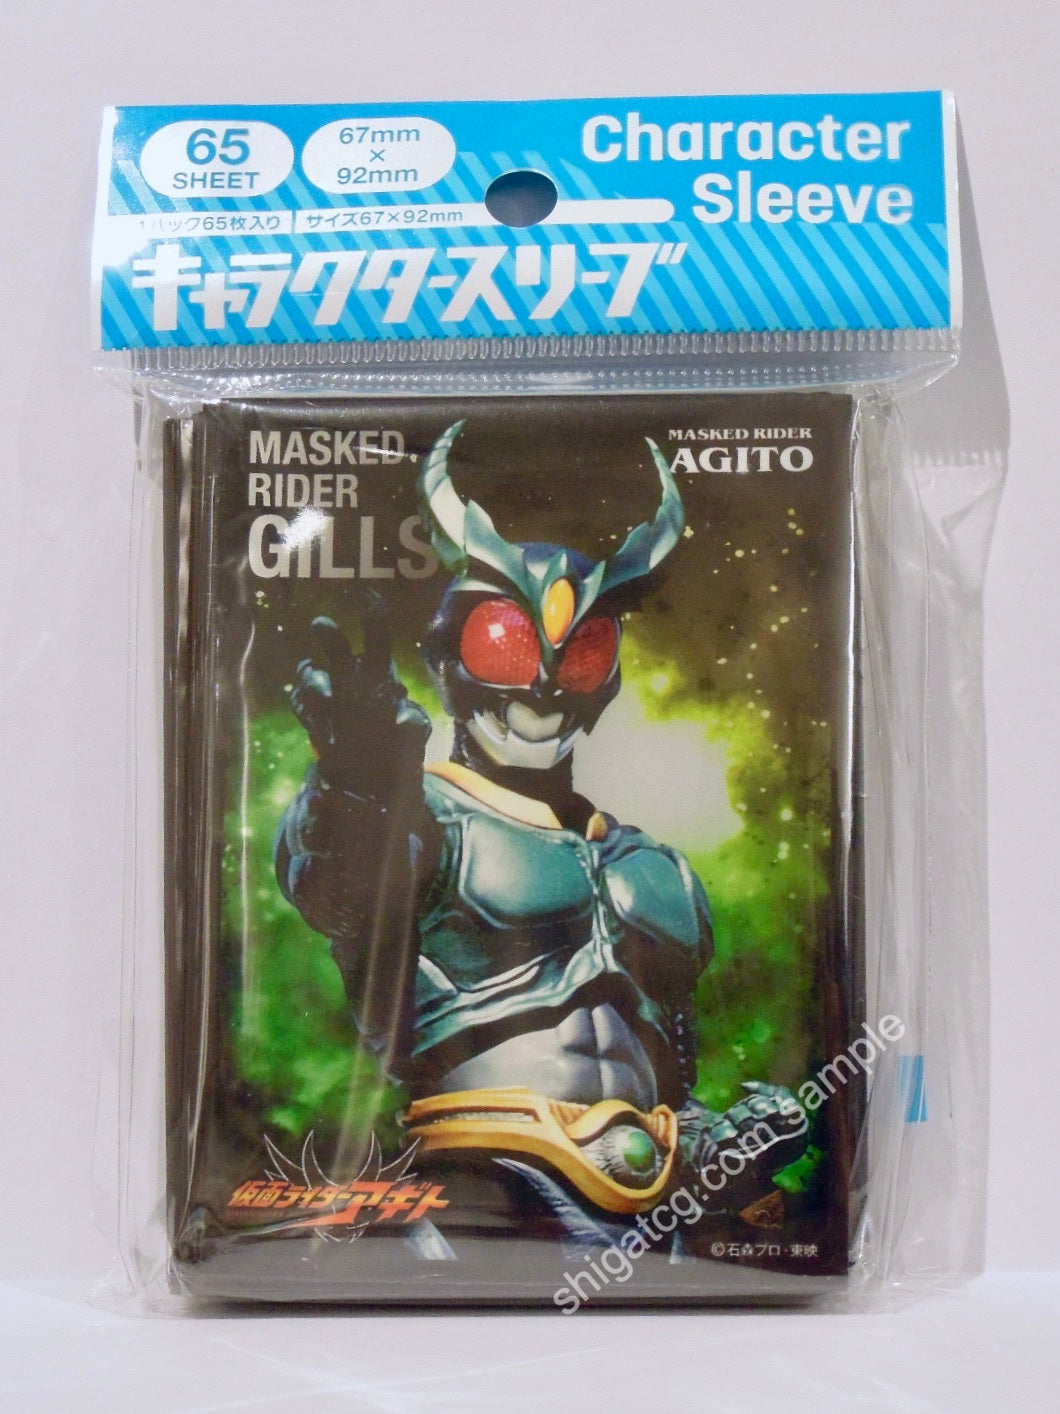 65
SHEET
67mm
×
92mm
Character
Sleeve
1パック65枚入り
サイズ67×92mm
キャラクタースリーブ
MASKED
RIDER
GILLS
MASKED RIDER
AGITO
仮面ライダーアギト
©石森プロ・東映
shigatcg.com sample